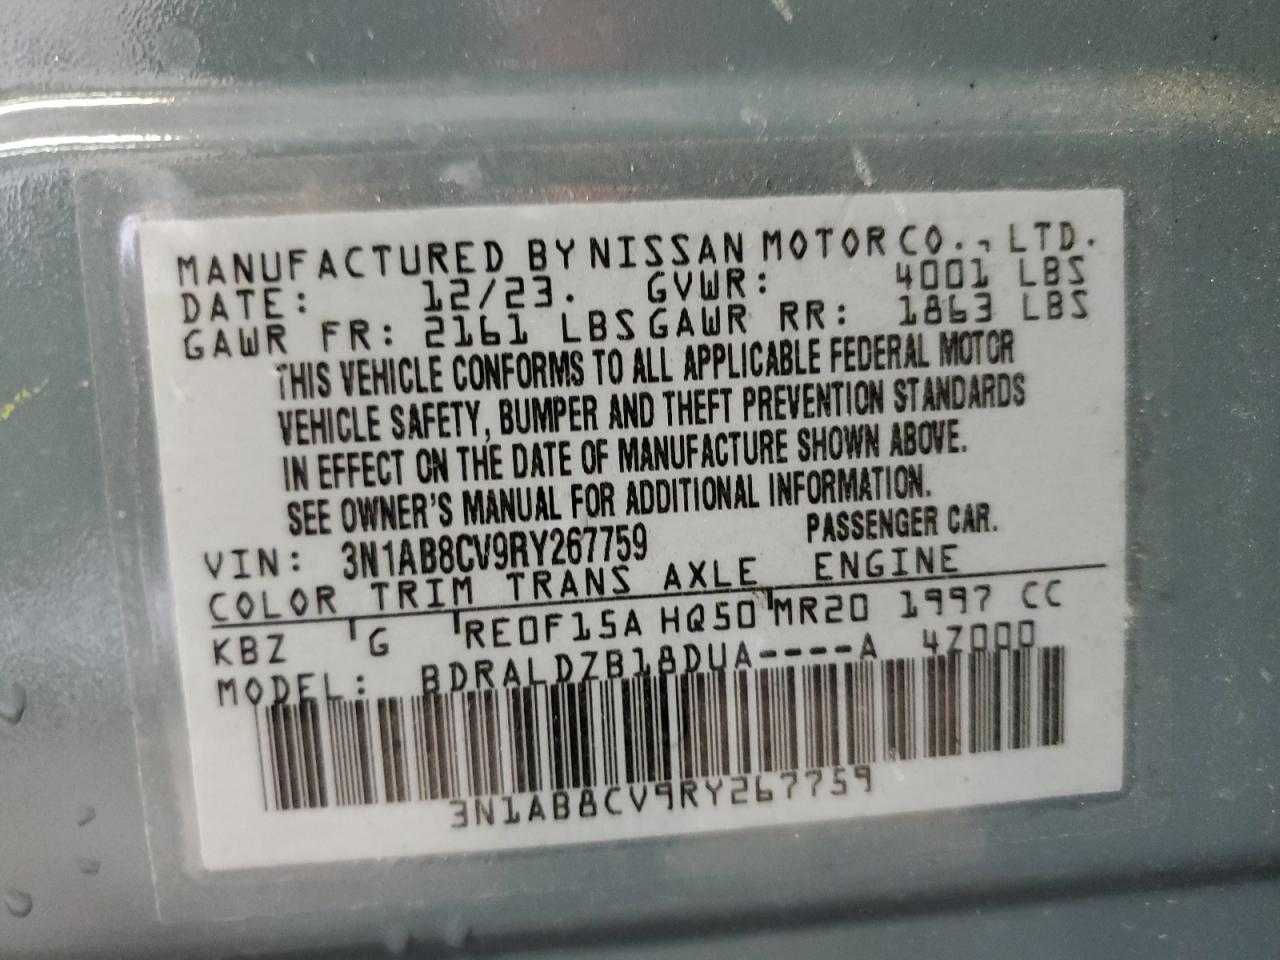 MANUFACTURED BY NISSAN MOTOR CO., LTD.
DATE: 12/23. GVWR: 4001 LBS
GAWR FR: 2161 LBS GAWR RR: 1863 LBS
THIS VEHICLE CONFORMS TO ALL APPLICABLE FEDERAL MOTOR
VEHICLE SAFETY, BUMPER AND THEFT PREVENTION STANDARDS
IN EFFECT ON THE DATE OF MANUFACTURE SHOWN ABOVE.
SEE OWNER'S MANUAL FOR ADDITIONAL INFORMATION.
VIN: 3N1AB8CV9RY267759 PASSENGER CAR.
COLOR TRIM TRANS AXLE ENGINE
KBZ G RE0F15A HQ50 MR20 1997 CC
MODEL: BDRALDZB18DUA----A 4Z000
3N1AB8CV9RY267759